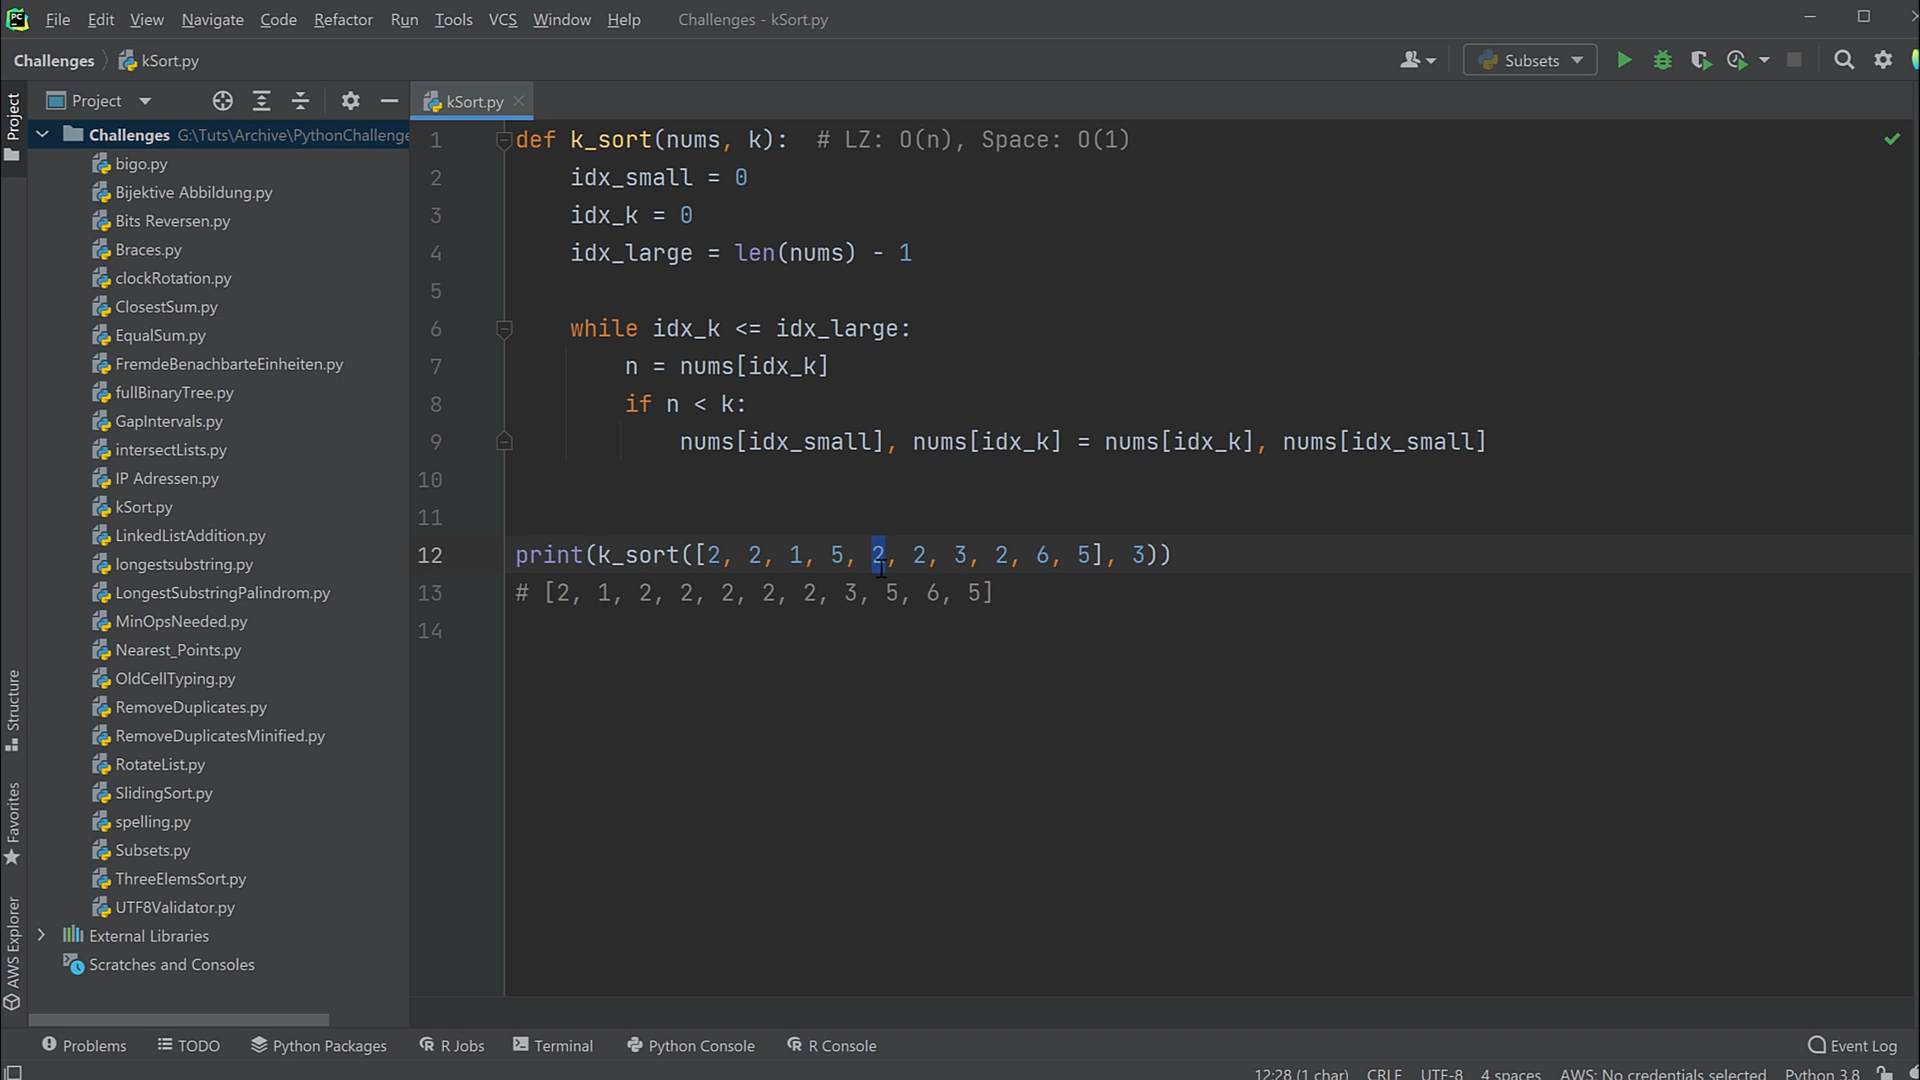 PC File Edit View Navigate Code Refactor Run Tools VCS Window Help Challenges - kSort.py
Challenges kSort.py Subsets
Project kSort.py
Project
Challenges G:\Tuts\Archive\PythonChallenge
bigo.py
Bijektive Abbildung.py
Bits Reversen.py
Braces.py
clockRotation.py
ClosestSum.py
EqualSum.py
FremdeBenachbarteEinheiten.py
fullBinaryTree.py
GapIntervals.py
intersectLists.py
IP Adressen.py
kSort.py
LinkedListAddition.py
longestsubstring.py
LongestSubstringPalindrom.py
MinOpsNeeded.py
Nearest_Points.py
OldCellTyping.py
RemoveDuplicates.py
RemoveDuplicatesMinified.py
RotateList.py
SlidingSort.py
spelling.py
Subsets.py
ThreeElemsSort.py
UTF8Validator.py
External Libraries
Scratches and Consoles
Structure
Favorites
AWS Explorer
1 def k_sort(nums, k):  # LZ: O(n), Space: O(1)
2 idx_small = 0
3 idx_k = 0
4 idx_large = len(nums) - 1
5
6 while idx_k <= idx_large:
7 n = nums[idx_k]
8 if n < k:
9 nums[idx_small], nums[idx_k] = nums[idx_k], nums[idx_small]
10
11
12 print(k_sort([2, 2, 1, 5, 2, 2, 3, 2, 6, 5], 3))
13 # [2, 1, 2, 2, 2, 2, 2, 3, 5, 6, 5]
14
Problems TODO Python Packages R Jobs Terminal Python Console R Console Event Log
12:28 (1 char) CRLF UTF-8 4 spaces AWS: No credentials selected Python 3.8